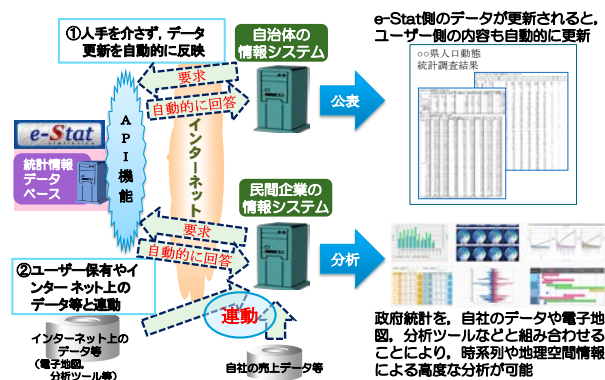 ①人手を介さず，データ
更新を自動的に反映
自治体の
情報システム
e-Stat側のデータが更新されると，
ユーザー側の内容も自動的に更新
○○県人口動態
統計調査結果
要求
自動的に回答
公表
e-Stat
統計情報
データ
ベース
API機能
インターネット
民間企業の
情報システム
要求
自動的に回答
分析
②ユーザー保有やイ
ンターネット上の
データ等と連動
連動
インターネット上の
データ等
（電子地図，
分析ツール等）
自社の売上データ等
政府統計を，自社のデータや電子地
図，分析ツールなどと組み合わせる
ことにより，時系列や地理空間情報
による高度な分析が可能